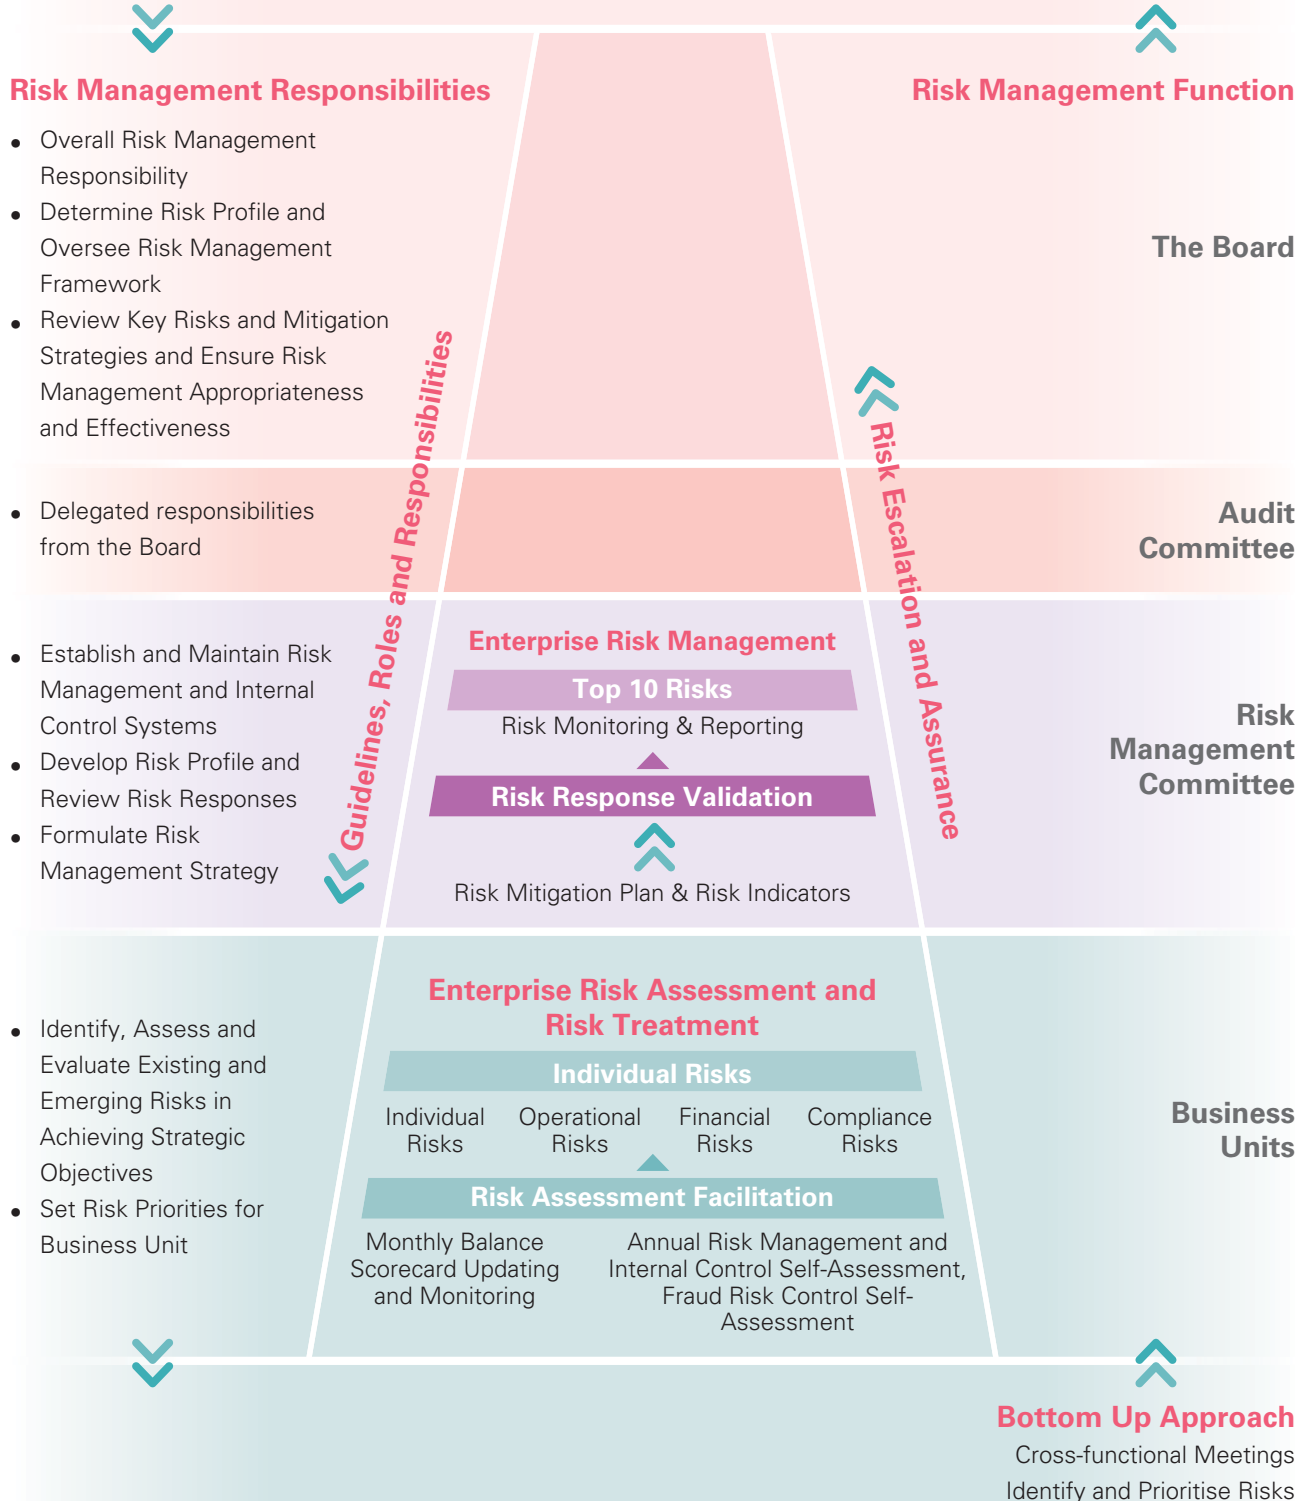 Risk Management Responsibilities
Risk Management Function
• Overall Risk Management
Responsibility
• Determine Risk Profile and
Oversee Risk Management
Framework
• Review Key Risks and Mitigation
Strategies and Ensure Risk
Management Appropriateness
and Effectiveness
The Board
Guidelines, Roles and Responsibilities
Risk Escalation and Assurance
• Delegated responsibilities
from the Board
Audit
Committee
• Establish and Maintain Risk
Management and Internal
Control Systems
• Develop Risk Profile and
Review Risk Responses
• Formulate Risk
Management Strategy
Enterprise Risk Management
Top 10 Risks
Risk Monitoring & Reporting
Risk Response Validation
Risk Mitigation Plan & Risk Indicators
Risk
Management
Committee
• Identify, Assess and
Evaluate Existing and
Emerging Risks in
Achieving Strategic
Objectives
• Set Risk Priorities for
Business Unit
Enterprise Risk Assessment and
Risk Treatment
Individual Risks
Individual
Risks
Operational
Risks
Financial
Risks
Compliance
Risks
Risk Assessment Facilitation
Monthly Balance
Scorecard Updating
and Monitoring
Annual Risk Management and
Internal Control Self-Assessment,
Fraud Risk Control Self-
Assessment
Business
Units
Bottom Up Approach
Cross-functional Meetings
Identify and Prioritise Risks